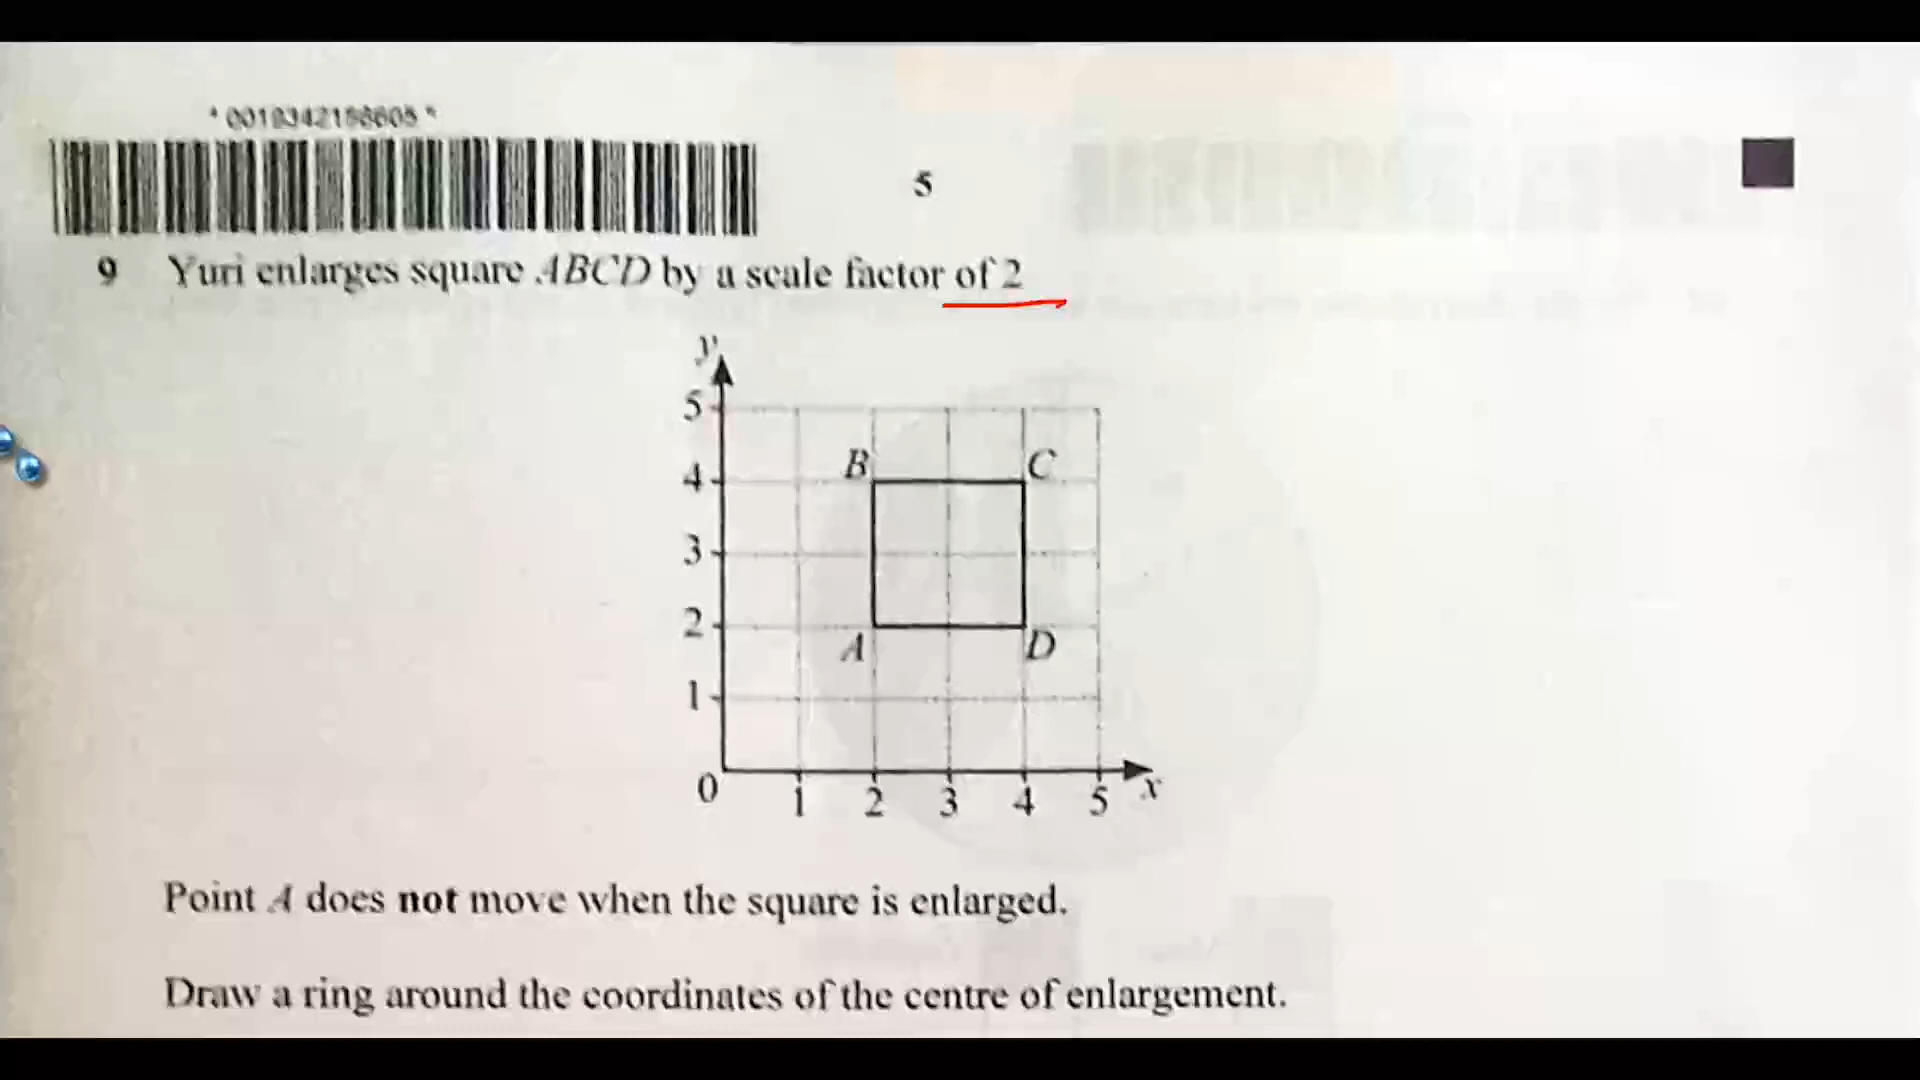 5
9 Yuri enlarges square ABCD by a scale factor of 2
y
5
B C
4
3
2
A D
1
0 1 2 3 4 5 x
Point A does not move when the square is enlarged.
Draw a ring around the coordinates of the centre of enlargement.